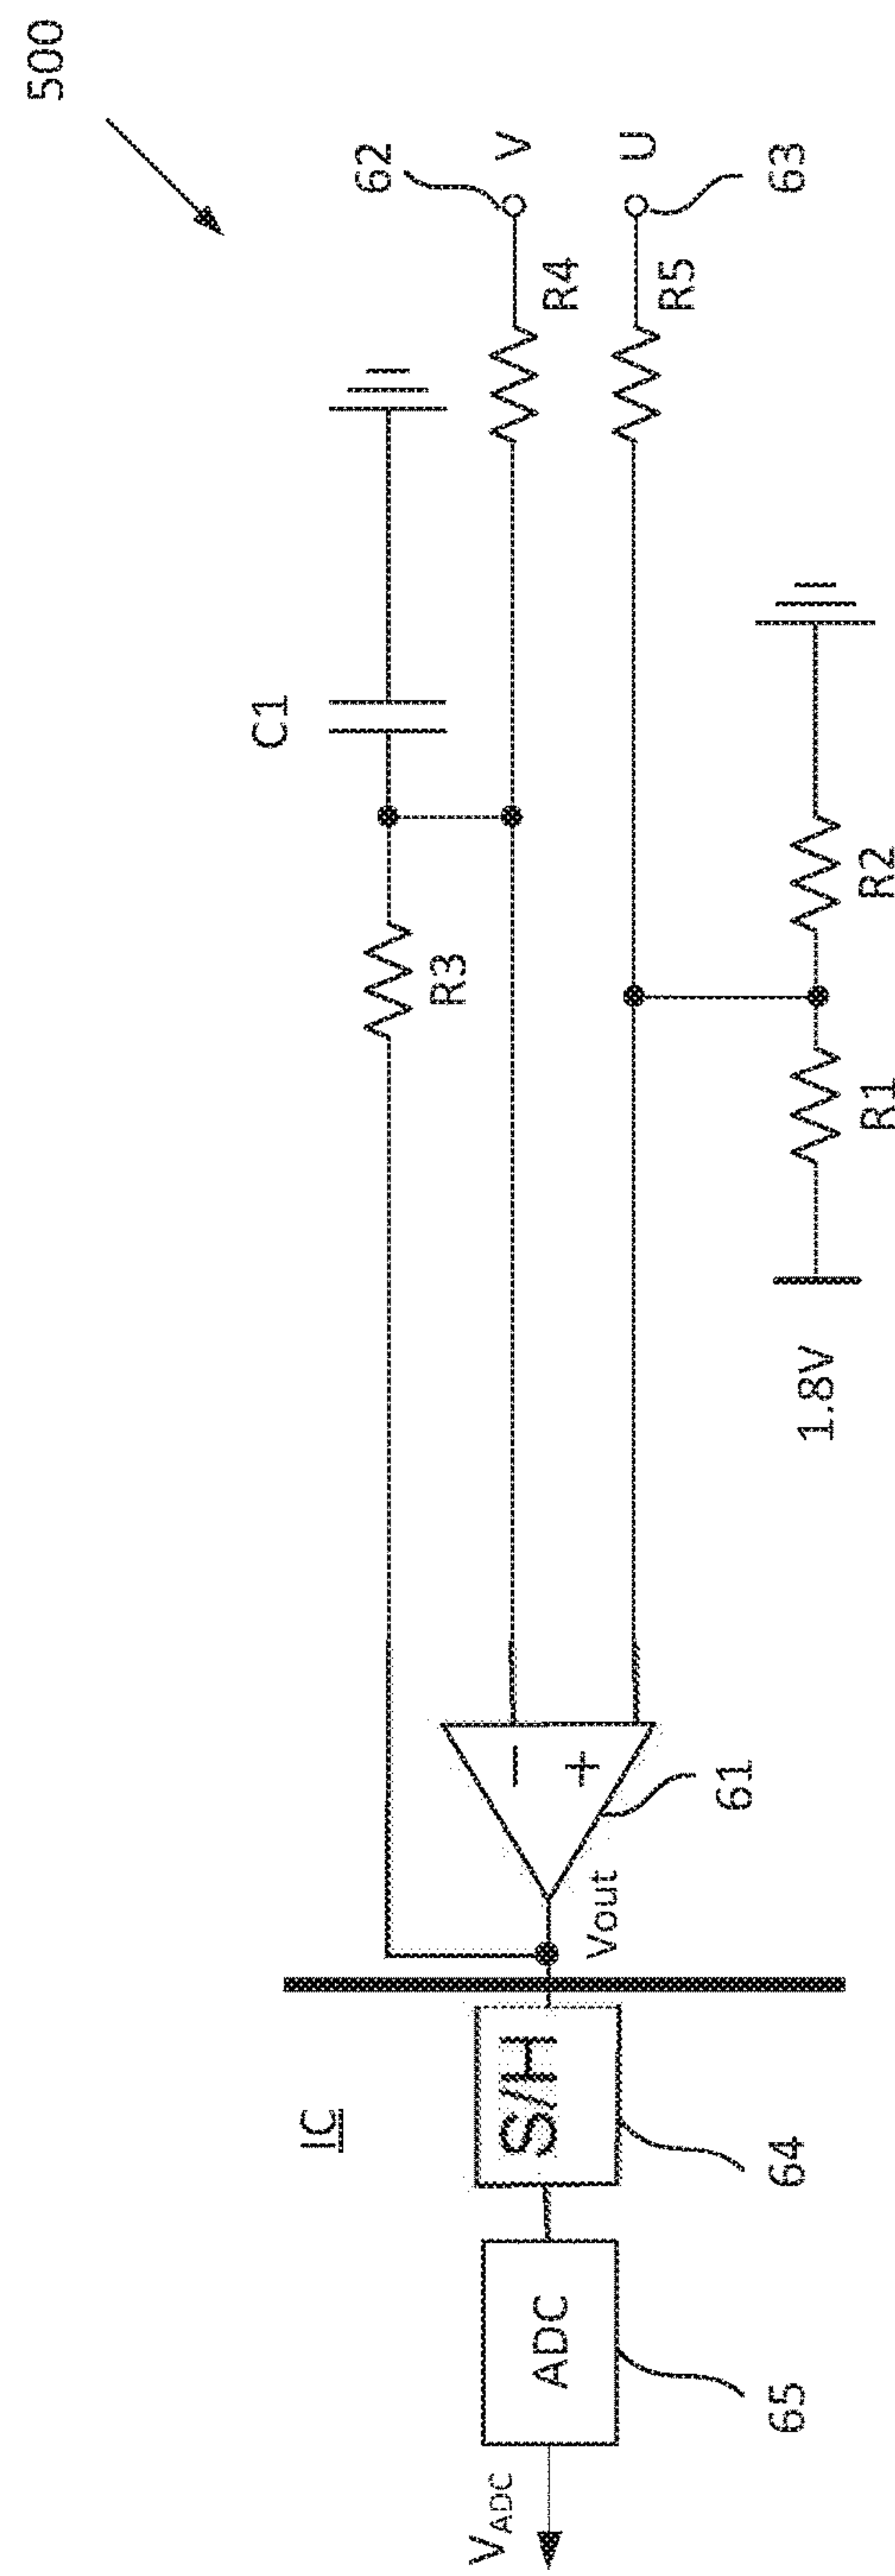 500
62
V
U
63
R4
R5
C1
R3
R2
R1
1.8V
−
+
61
Vout
IC
S/H
64
ADC
65
VADC